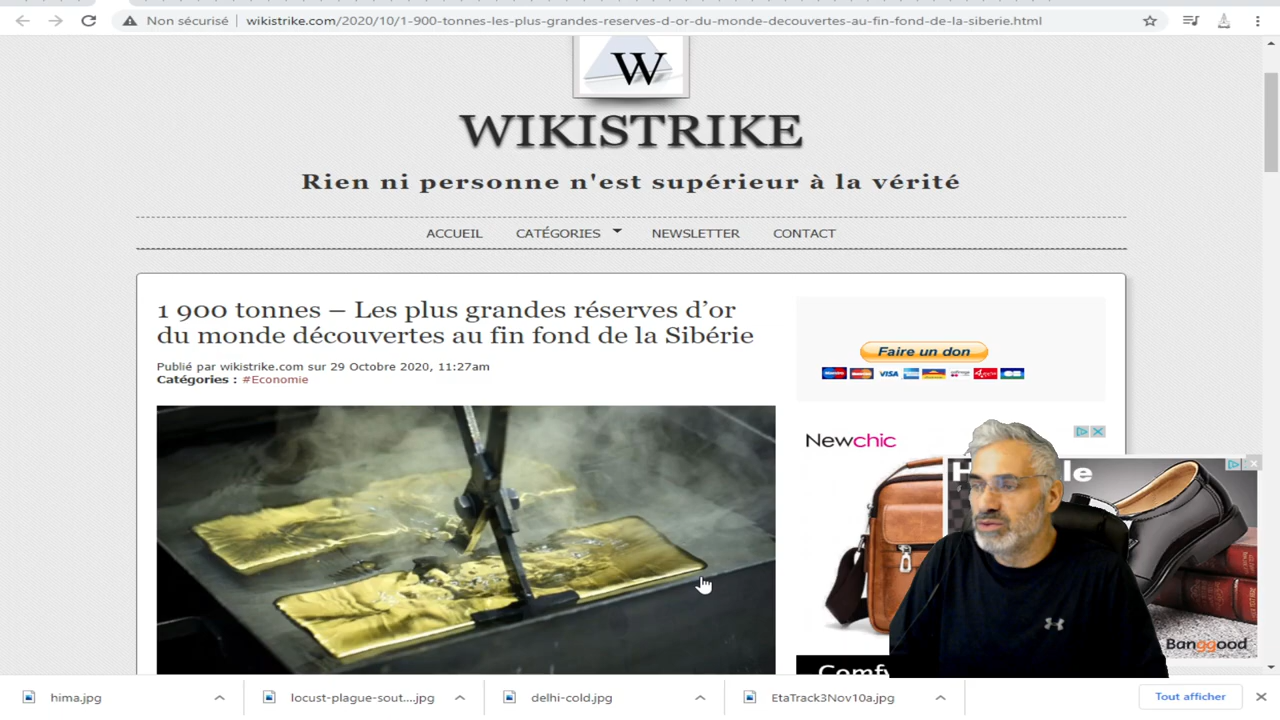 Non sécurisé
wikistrike.com/2020/10/1-900-tonnes-les-plus-grandes-reserves-d-or-du-monde-decouvertes-au-fin-fond-de-la-siberie.html
W
WIKISTRIKE
Rien ni personne n'est supérieur à la vérité
ACCUEIL CATÉGORIES NEWSLETTER CONTACT
1 900 tonnes – Les plus grandes réserves d’or
du monde découvertes au fin fond de la Sibérie
Publié par wikistrike.com sur 29 Octobre 2020, 11:27am
Catégories : #Economie
Faire un don
VISA
Newchic
Banggood
hima.jpg
locust-plague-sout....jpg
delhi-cold.jpg
EtaTrack3Nov10a.jpg
Tout afficher